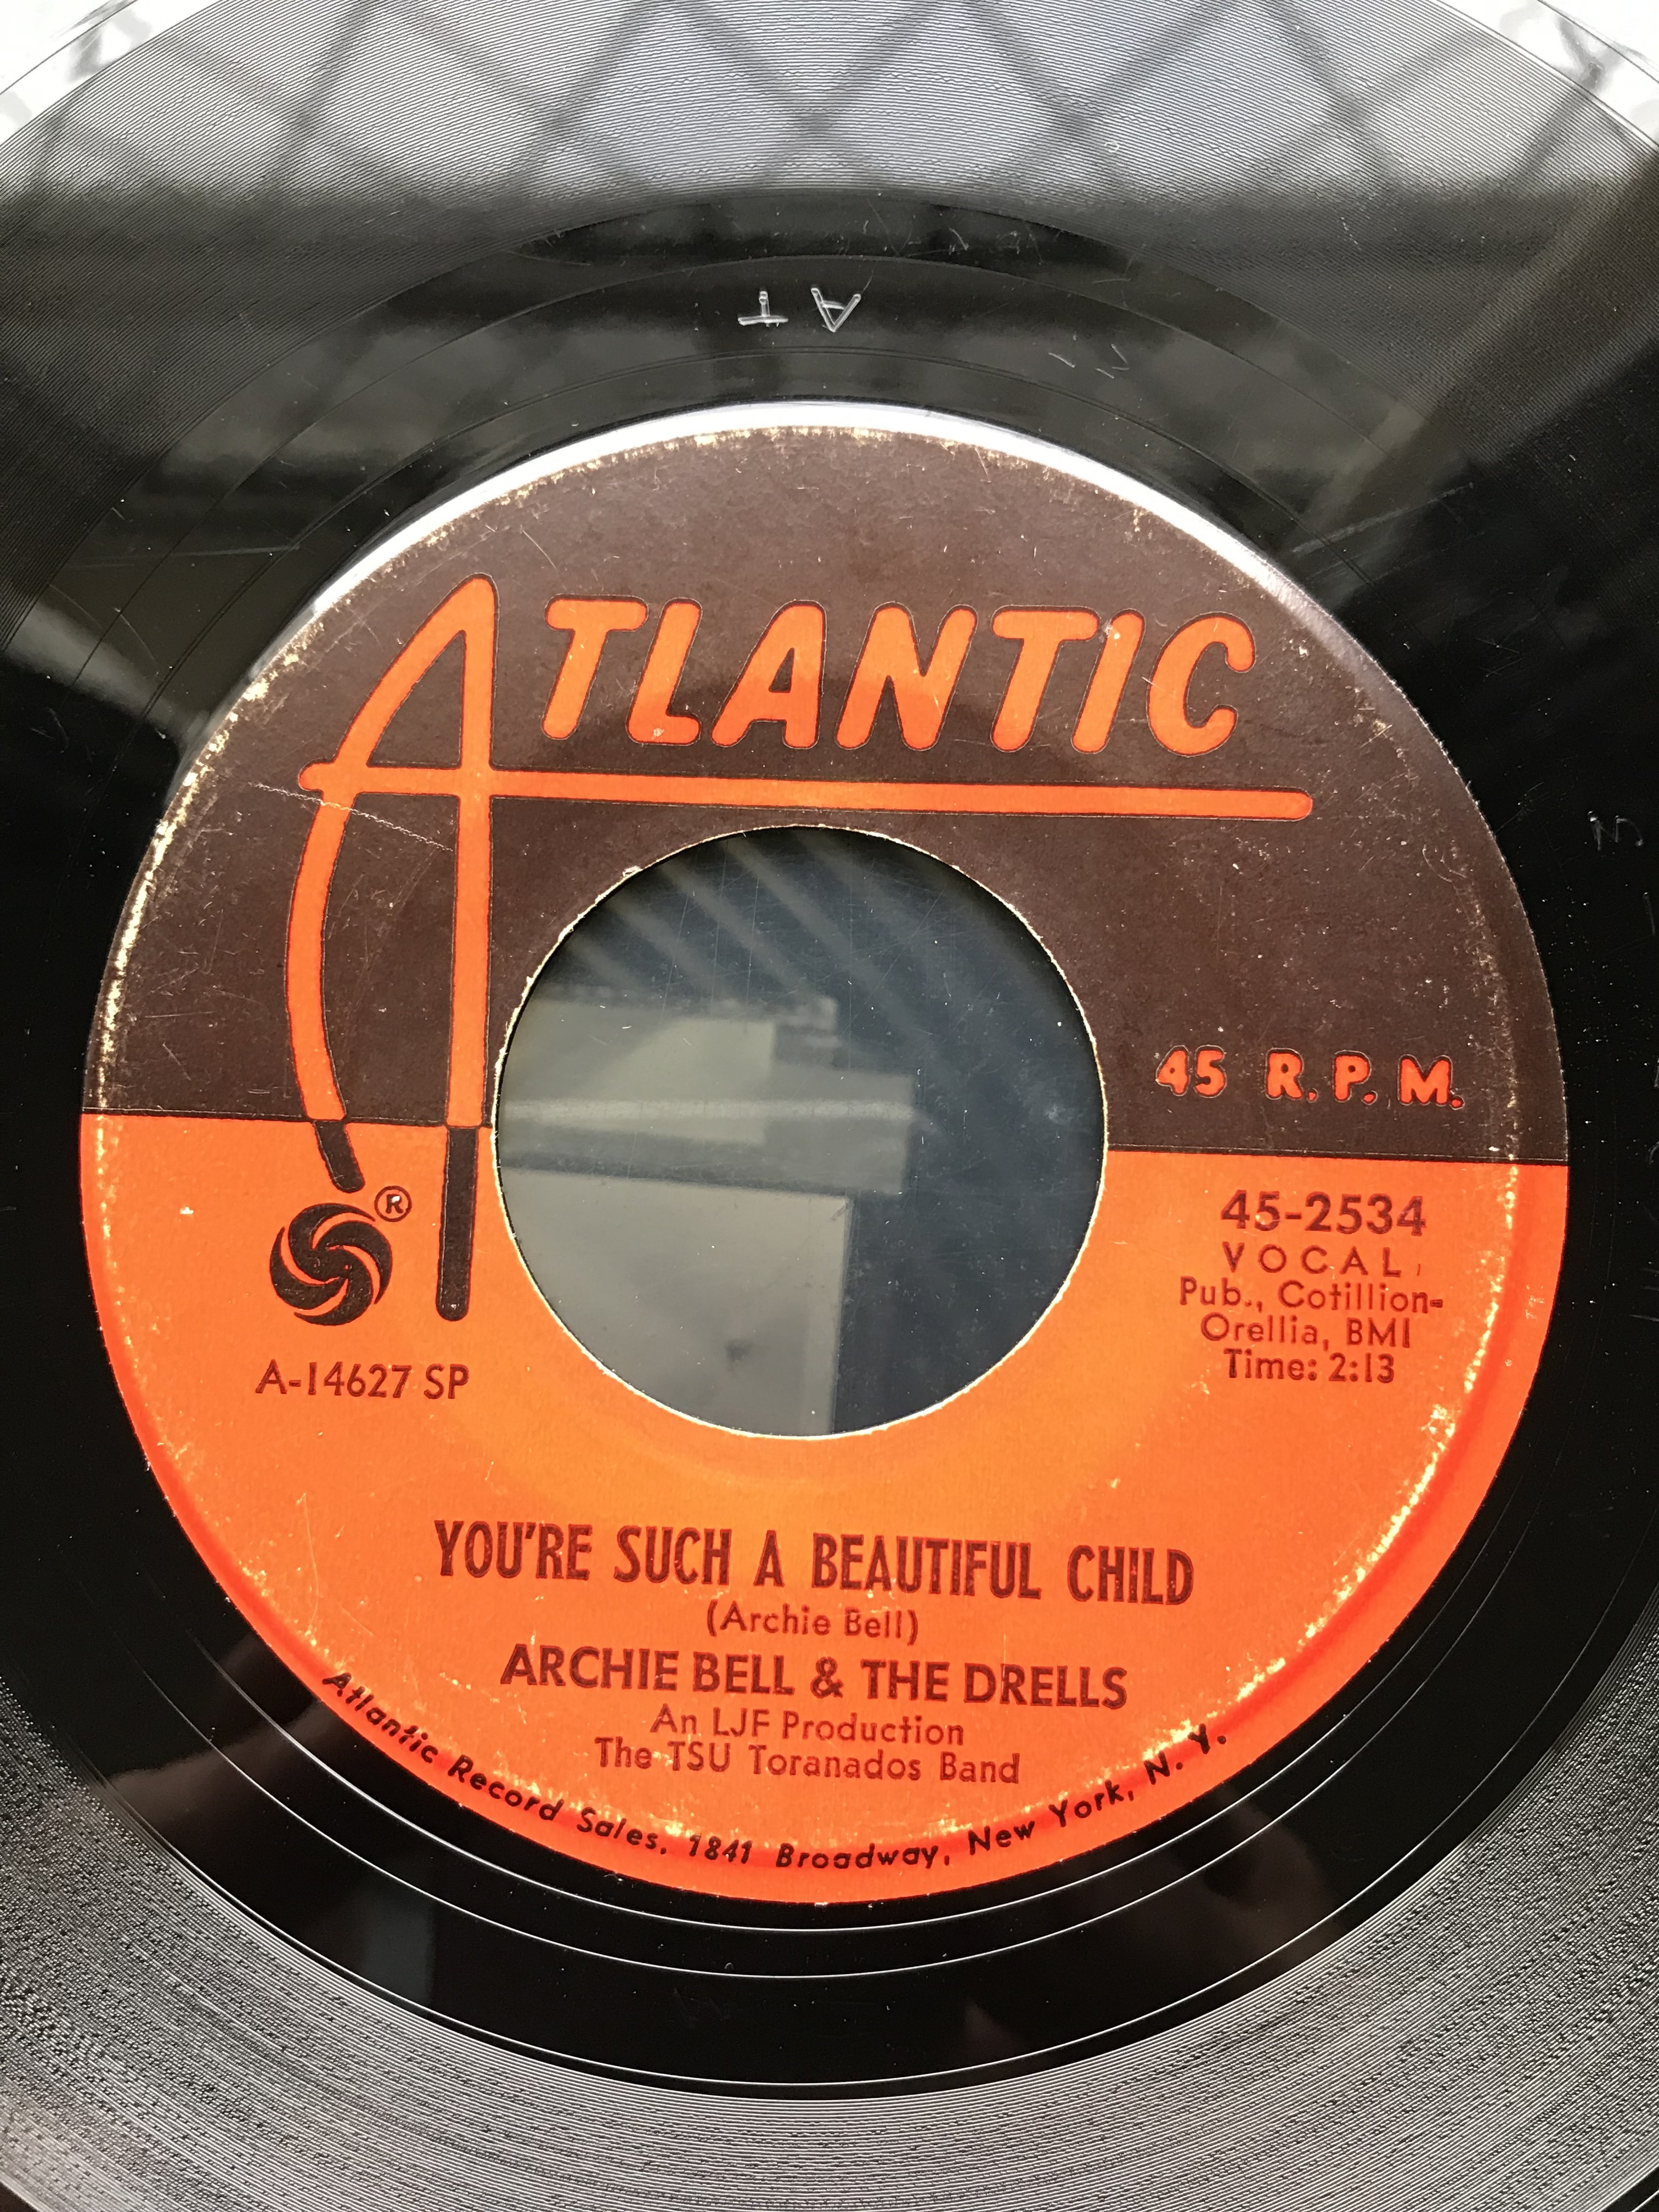 AT
ATLANTIC
45 R.P.M.
®
45-2534
VOCAL
Pub., Cotillion-
Orellia, BMI
Time: 2:13
A-14627 SP
YOU'RE SUCH A BEAUTIFUL CHILD
(Archie Bell)
ARCHIE BELL & THE DRELLS
An LJF Production
The TSU Toranados Band
Atlantic Record Sales, 1841 Broadway, New York, N. Y.